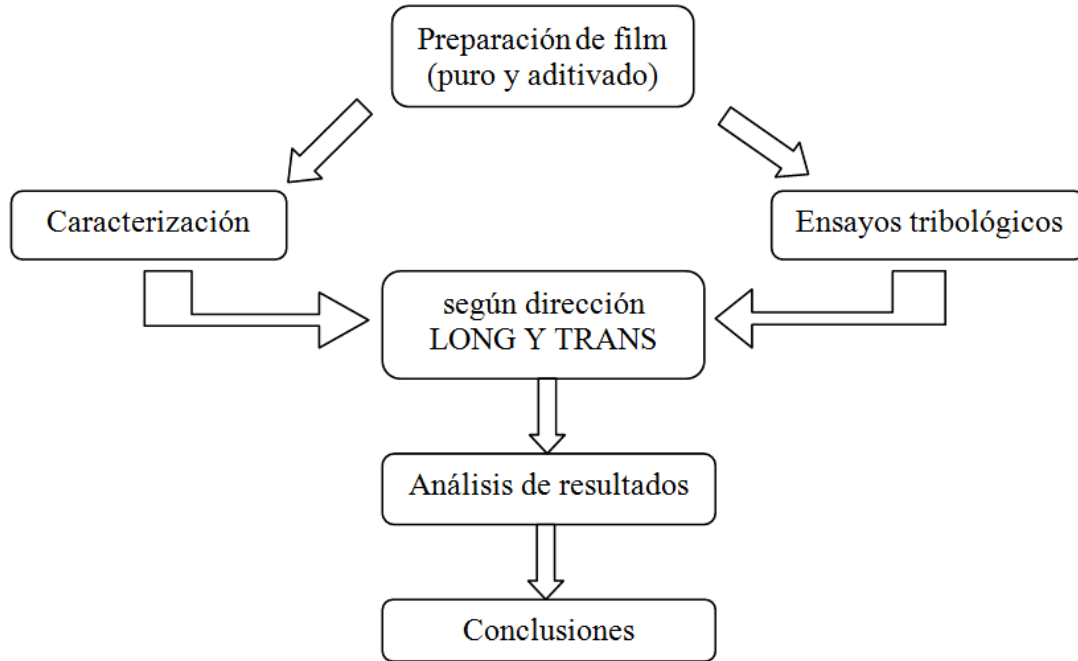 Preparación de film
(puro y aditivado)
Caracterización
Ensayos tribológicos
según dirección
LONG Y TRANS
Análisis de resultados
Conclusiones